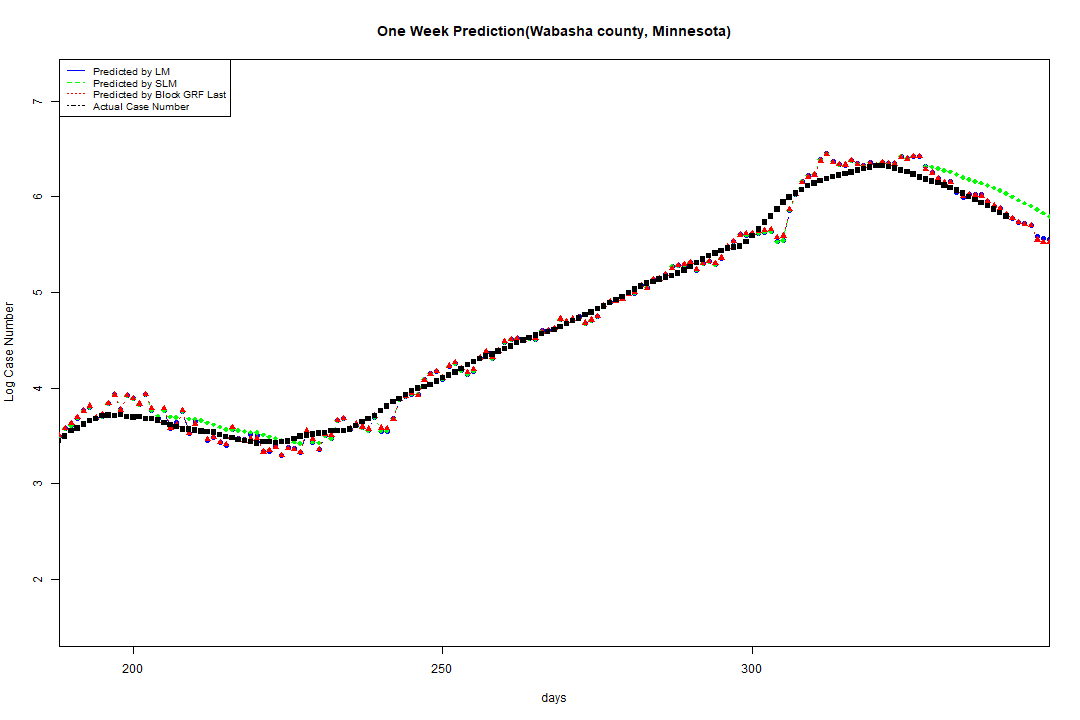 One Week Prediction(Wabasha county, Minnesota)
Predicted by LM
Predicted by SLM
Predicted by Block GRF Last
Actual Case Number
7
6
5
4
3
2
Log Case Number
200 250 300
days